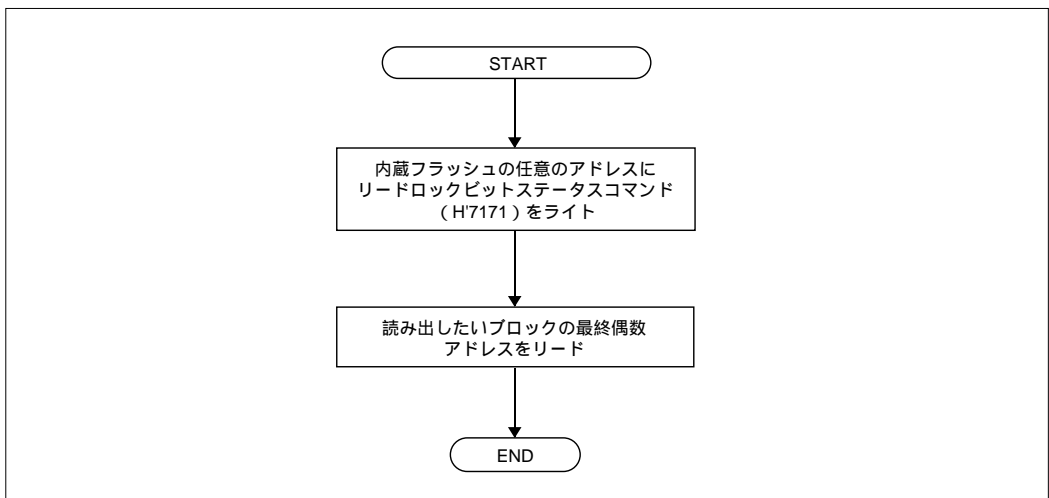 START
内蔵フラッシュの任意のアドレスに
リードロックビットステータスコマンド
（H'7171）をライト
読み出したいブロックの最終偶数
アドレスをリード
END